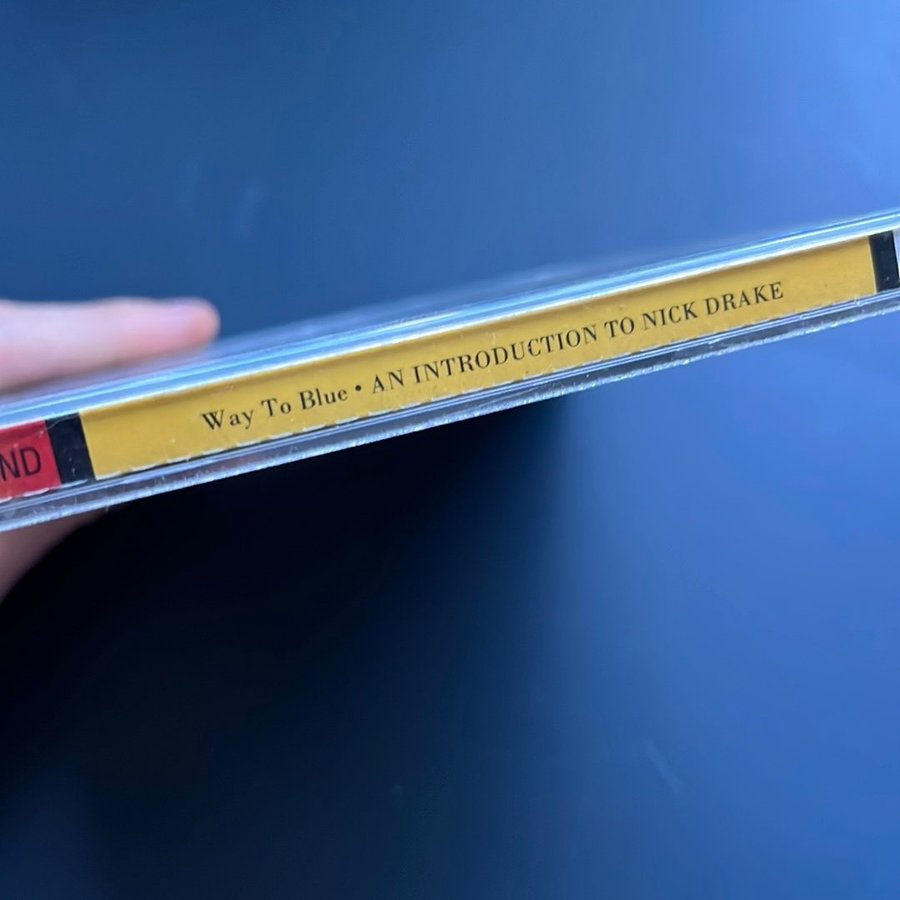 ND Way To Blue • AN INTRODUCTION TO NICK DRAKE